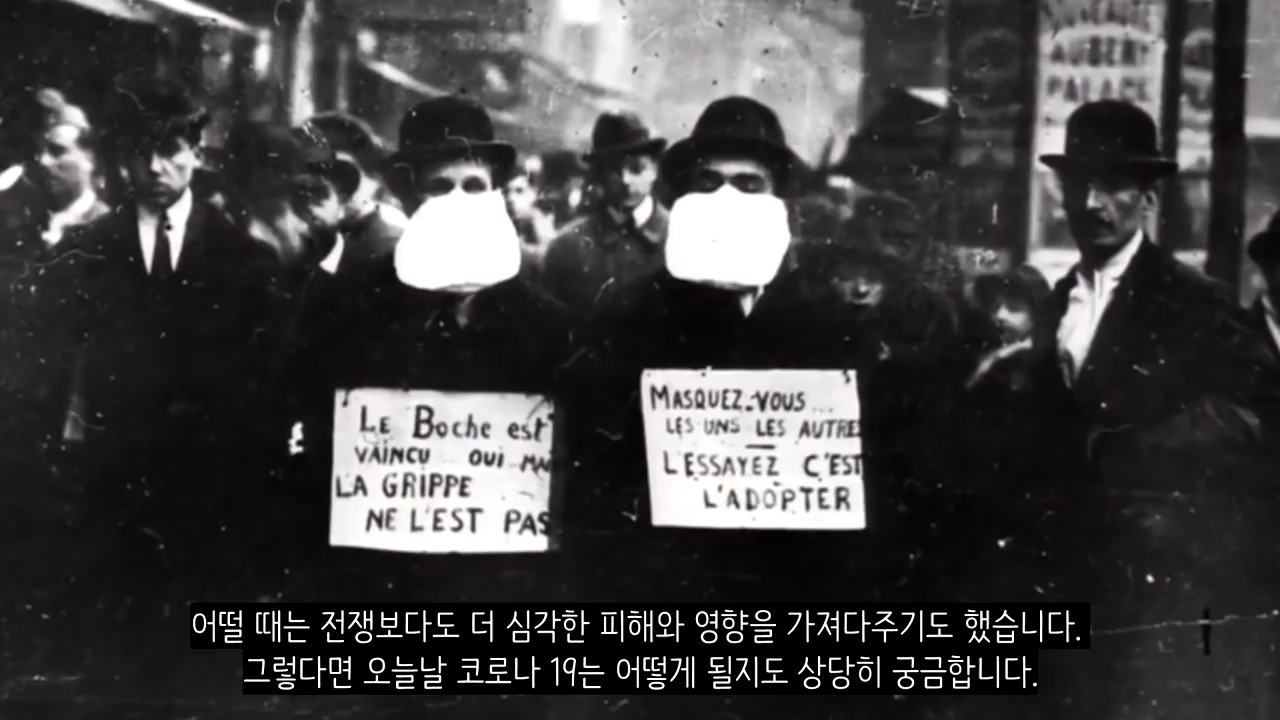 AUBERT
PALACE
LE Boche est
VAINCU OUI MAI
LA GRIPPE
NE L'EST PAS
MASQUEZ-VOUS...
LES UNS LES AUTRES
L'ESSAYEZ C'EST
L'ADOPTER
어떨 때는 전쟁보다도 더 심각한 피해와 영향을 가져다주기도 했습니다.
그렇다면 오늘날 코로나 19는 어떻게 될지도 상당히 궁금합니다.